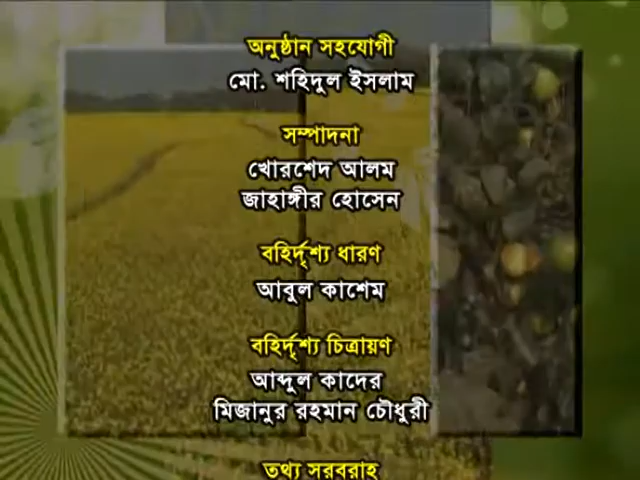 অনুষ্ঠান সহযোগী
মো. শহিদুল ইসলাম
সম্পাদনা
খোরশেদ আলম
জাহাঙ্গীর হোসেন
বহির্দৃশ্য ধারণ
আবুল কাশেম
বহির্দৃশ্য চিত্রায়ণ
আব্দুল কাদের
মিজানুর রহমান চৌধুরী
তথ্য সরবরাহ